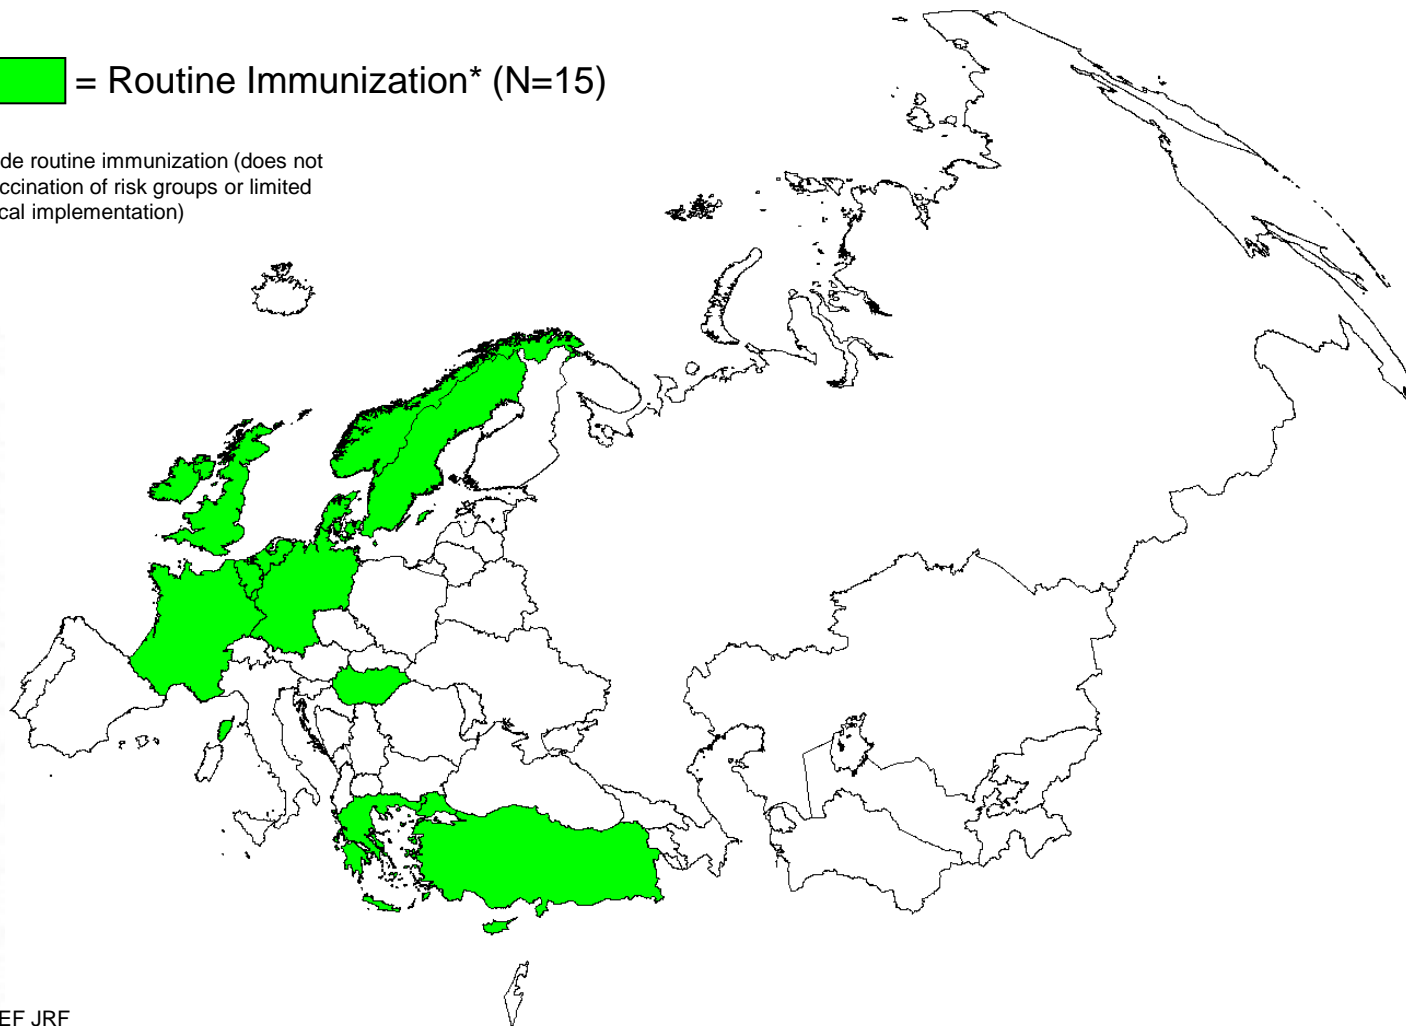 = Routine Immunization* (N=15)
de routine immunization (does not
ccination of risk groups or limited
cal implementation)
EF JRF